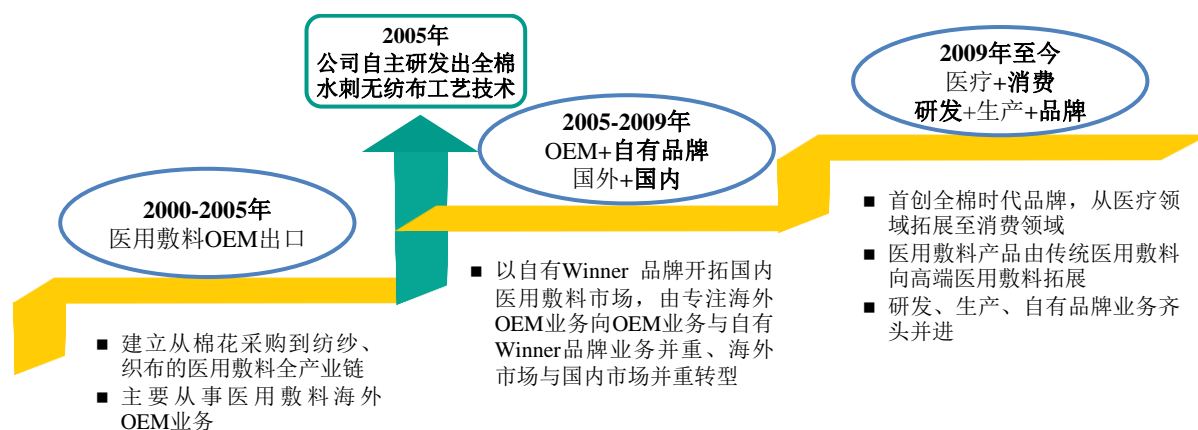 2005年
公司自主研发出全棉
水刺无纺布工艺技术
2009年至今
医疗+消费
研发+生产+品牌
2005-2009年
OEM+自有品牌
国外+国内
2000-2005年
医用敷料OEM出口
■ 建立从棉花采购到纺纱、
织布的医用敷料全产业链
■ 主要从事医用敷料海外
OEM业务
■ 以自有Winner 品牌开拓国内
医用敷料市场，由专注海外
OEM业务向OEM业务与自有
Winner品牌业务并重、海外
市场与国内市场并重转型
■ 首创全棉时代品牌，从医疗领
域拓展至消费领域
■ 医用敷料产品由传统医用敷料
向高端医用敷料拓展
■ 研发、生产、自有品牌业务齐
头并进